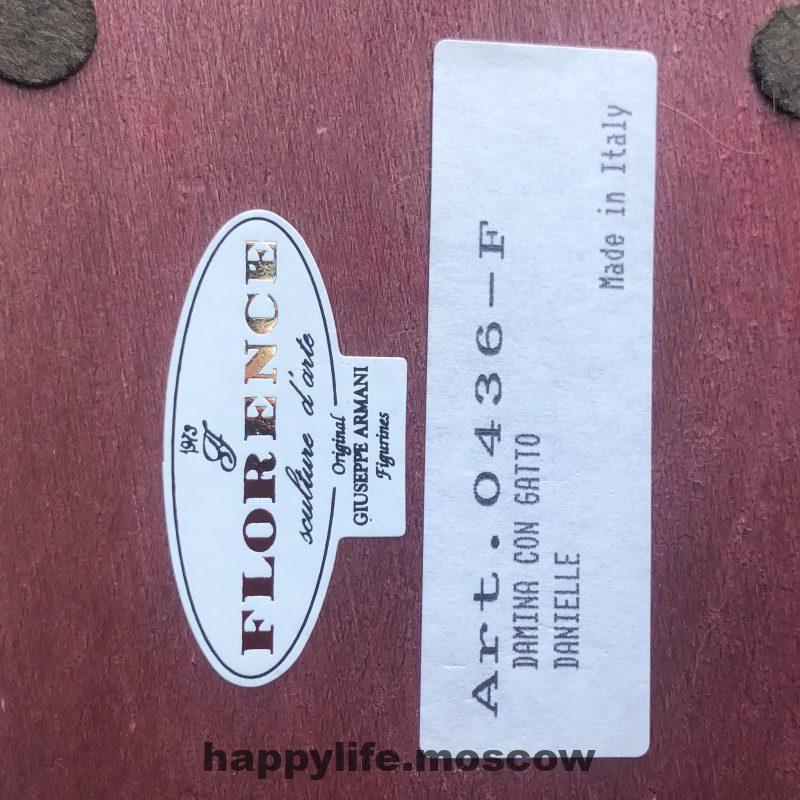 1973
FLORENCE
sculture d'arte
Original
GIUSEPPE ARMANI
Figurines
Made in Italy
Art.0436-F
DAMINA CON GATTO
DANIELLE
happylife.moscow